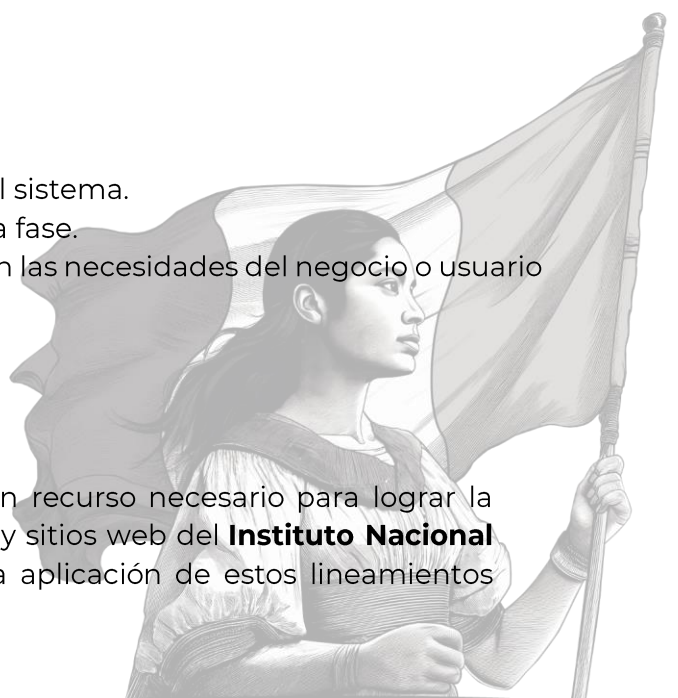 l sistema.
a fase.
n las necesidades del negocio o usuario
n recurso necesario para lograr la
y sitios web del Instituto Nacional
a aplicación de estos lineamientos